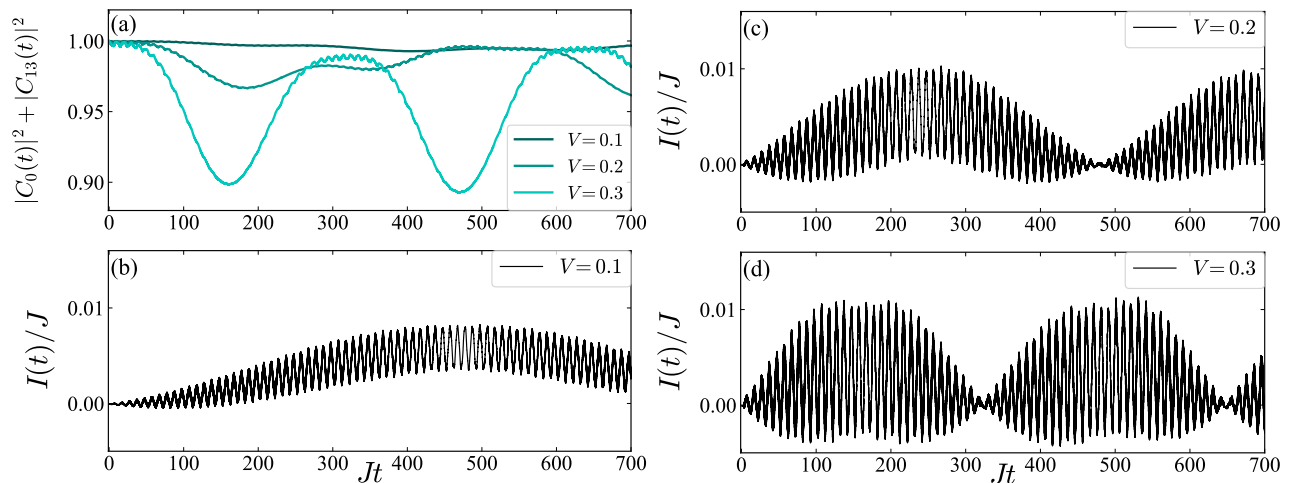 (a)
|C₀(t)|² + |C₁₃(t)|²
1.00
0.95
0.90
V = 0.1
V = 0.2
V = 0.3
0 100 200 300 400 500 600 700
(b)
V = 0.1
I(t)/J
0.01
0.00
0 100 200 300 400 500 600 700
Jt
(c)
V = 0.2
I(t)/J
0.01
0.00
0 100 200 300 400 500 600 700
(d)
V = 0.3
I(t)/J
0.01
0.00
0 100 200 300 400 500 600 700
Jt